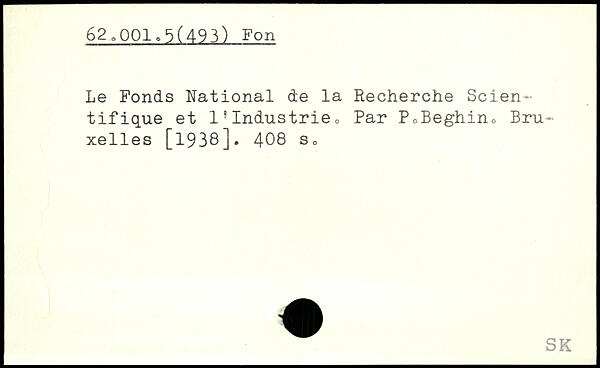 62.001.5(493) Fon
Le Fonds National de la Recherche Scien-
tifique et l'Industrie. Par P.Beghin. Bru-
xelles [1938]. 408 s.
SK